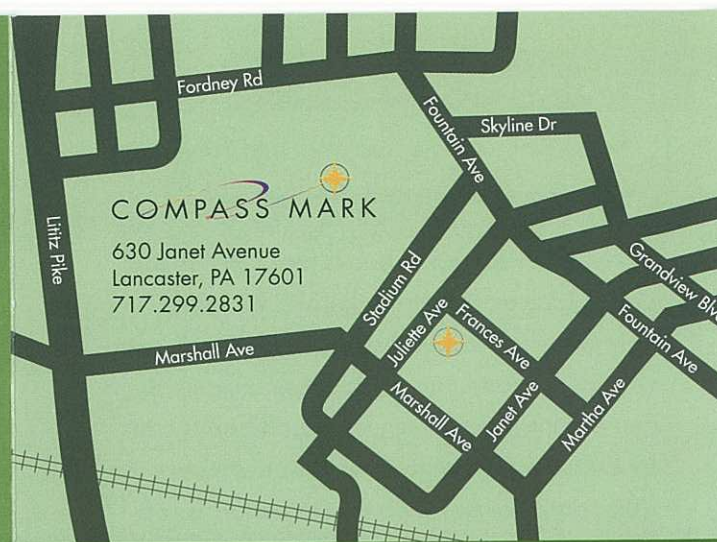 Fordney Rd
Fountain Ave
Skyline Dr
COMPASS MARK
630 Janet Avenue
Lancaster, PA 17601
717.299.2831
Lititz Pike
Stadium Rd
Grandview Blv
Juliette Ave
Frances Ave
Fountain Ave
Marshall Ave
Marshall Ave
Janet Ave
Martha Ave